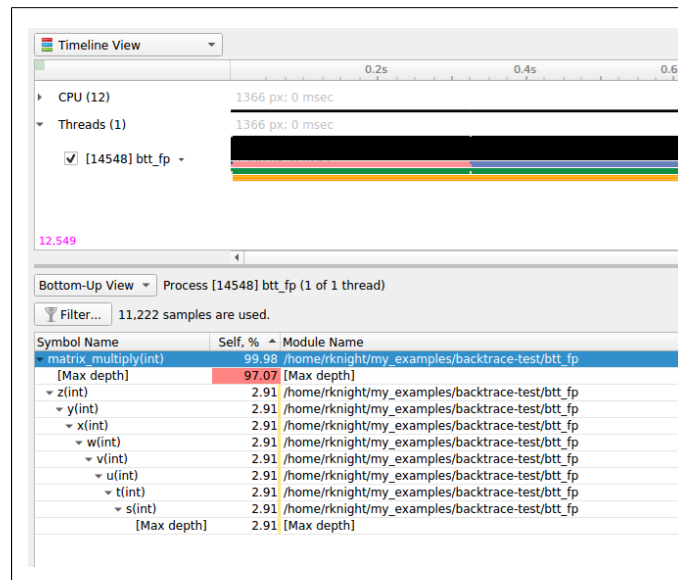 Timeline View
0.2s 0.4s 0.6
CPU (12) 1366 px; 0 msec
Threads (1) 1366 px; 0 msec
[14548] btt_fp
12,549
Bottom-Up View Process [14548] btt_fp (1 of 1 thread)
Filter... 11,222 samples are used.
Symbol Name Self, % Module Name
matrix_multiply(int) 99.98 /home/rknight/my_examples/backtrace-test/btt_fp
[Max depth] 97.07 [Max depth]
z(int) 2.91 /home/rknight/my_examples/backtrace-test/btt_fp
y(int) 2.91 /home/rknight/my_examples/backtrace-test/btt_fp
x(int) 2.91 /home/rknight/my_examples/backtrace-test/btt_fp
w(int) 2.91 /home/rknight/my_examples/backtrace-test/btt_fp
v(int) 2.91 /home/rknight/my_examples/backtrace-test/btt_fp
u(int) 2.91 /home/rknight/my_examples/backtrace-test/btt_fp
t(int) 2.91 /home/rknight/my_examples/backtrace-test/btt_fp
s(int) 2.91 /home/rknight/my_examples/backtrace-test/btt_fp
[Max depth] 2.91 [Max depth]